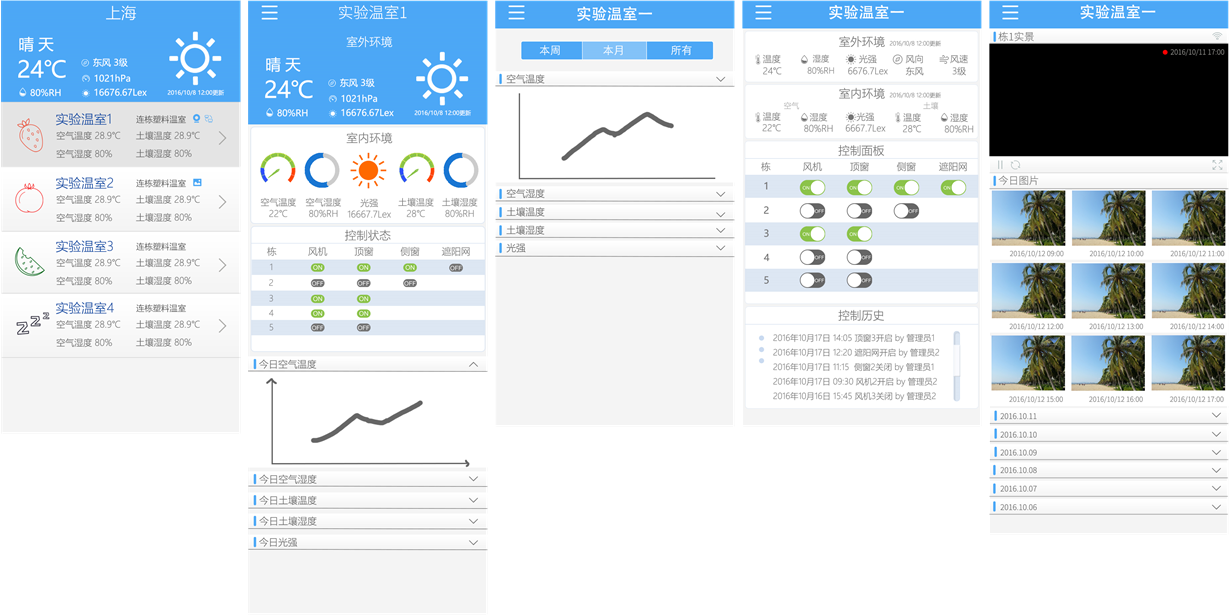 上海
晴 天
24℃
东风 3级
1021hPa
80%RH
16676.67Lex
2016/10/8 12:00更新
实验温室1
连栋塑料温室
空气温度 28.9℃
土壤温度 28.9℃
空气湿度 80%
土壤湿度 80%
实验温室2
连栋塑料温室
空气温度 28.9℃
土壤温度 28.9℃
空气湿度 80%
土壤湿度 80%
实验温室3
连栋塑料温室
空气温度 28.9℃
土壤温度 28.9℃
空气湿度 80%
土壤湿度 80%
实验温室4
连栋塑料温室
空气温度 28.9℃
土壤温度 28.9℃
空气湿度 80%
土壤湿度 80%
实验温室1
室外环境
晴 天
24℃
东风 3级
1021hPa
80%RH
16676.67Lex
2016/10/8 12:00更新
室内环境
空气温度 空气湿度 光强 土壤温度 土壤湿度
22℃ 80%RH 16667.7Lex 28℃ 80%RH
控制状态
栋 风机 顶窗 侧窗 遮阳网
1 ON ON ON OFF
2 OFF OFF OFF
3 ON ON
4 ON ON
5 OFF OFF
今日空气温度
今日空气湿度
今日土壤温度
今日土壤湿度
今日光强
实验温室一
本周 本月 所有
空气温度
空气湿度
土壤温度
土壤湿度
光强
实验温室一
室外环境 2016/10/8 12:00更新
温度 湿度 光强 风向 风速
24℃ 80%RH 6676.7Lex 东风 3级
室内环境 2016/10/8 12:00更新
空气 土壤
温度 湿度 光强 温度 湿度
22℃ 80%RH 6667.7Lex 28℃ 80%RH
控制面板
栋 风机 顶窗 侧窗 遮阳网
1 ON ON ON ON
2 OFF OFF OFF
3 ON ON
4 OFF OFF
5 OFF OFF
控制历史
2016年10月17日 14:05 顶窗3开启 by 管理员1
2016年10月17日 12:20 遮阳网开启 by 管理员2
2016年10月17日 11:15 侧窗2关闭 by 管理员1
2016年10月17日 09:30 风机2开启 by 管理员2
2016年10月16日 15:45 风机3关闭 by 管理员2
实验温室一
栋1实景
2016/10/11 17:00
今日图片
2016/10/12 09:00 2016/10/12 10:00 2016/10/12 11:00
2016/10/12 12:00 2016/10/12 13:00 2016/10/12 14:00
2016/10/12 15:00 2016/10/12 16:00 2016/10/12 17:00
2016.10.11
2016.10.10
2016.10.09
2016.10.08
2016.10.07
2016.10.06